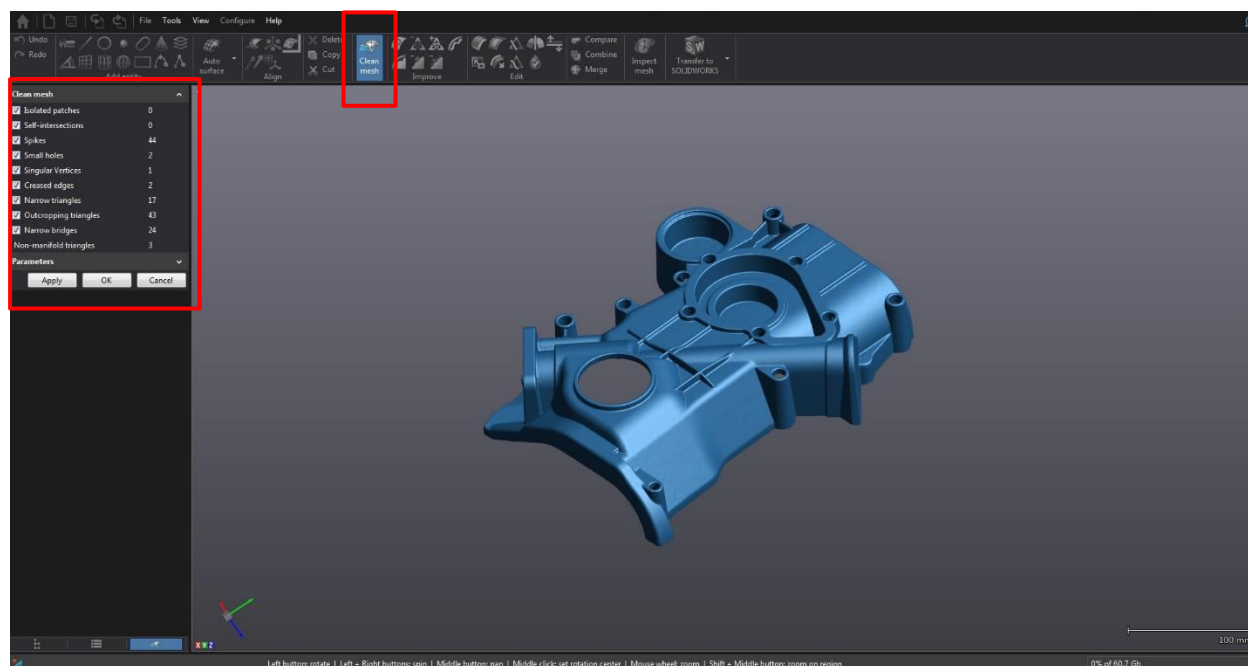 File Tools View Configure Help
Undo
Redo
Add entity
Auto surface
Align
Delete
Copy
Cut
Clean mesh
Improve
Edit
Compare
Combine
Merge
Inspect mesh
Transfer to SOLIDWORKS
Clean mesh
Isolated patches 0
Self-intersections 0
Spikes 44
Small holes 2
Singular Vertices 1
Creased edges 2
Narrow triangles 17
Outcropping triangles 43
Narrow bridges 24
Non-manifold triangles 3
Parameters
Apply OK Cancel
X Y Z
100 mm
Left button: rotate | Left + Right buttons: spin | Middle button: pan | Middle click: set rotation center | Mouse wheel: zoom | Shift + Middle button: zoom on region
0% of 60.7 Gb